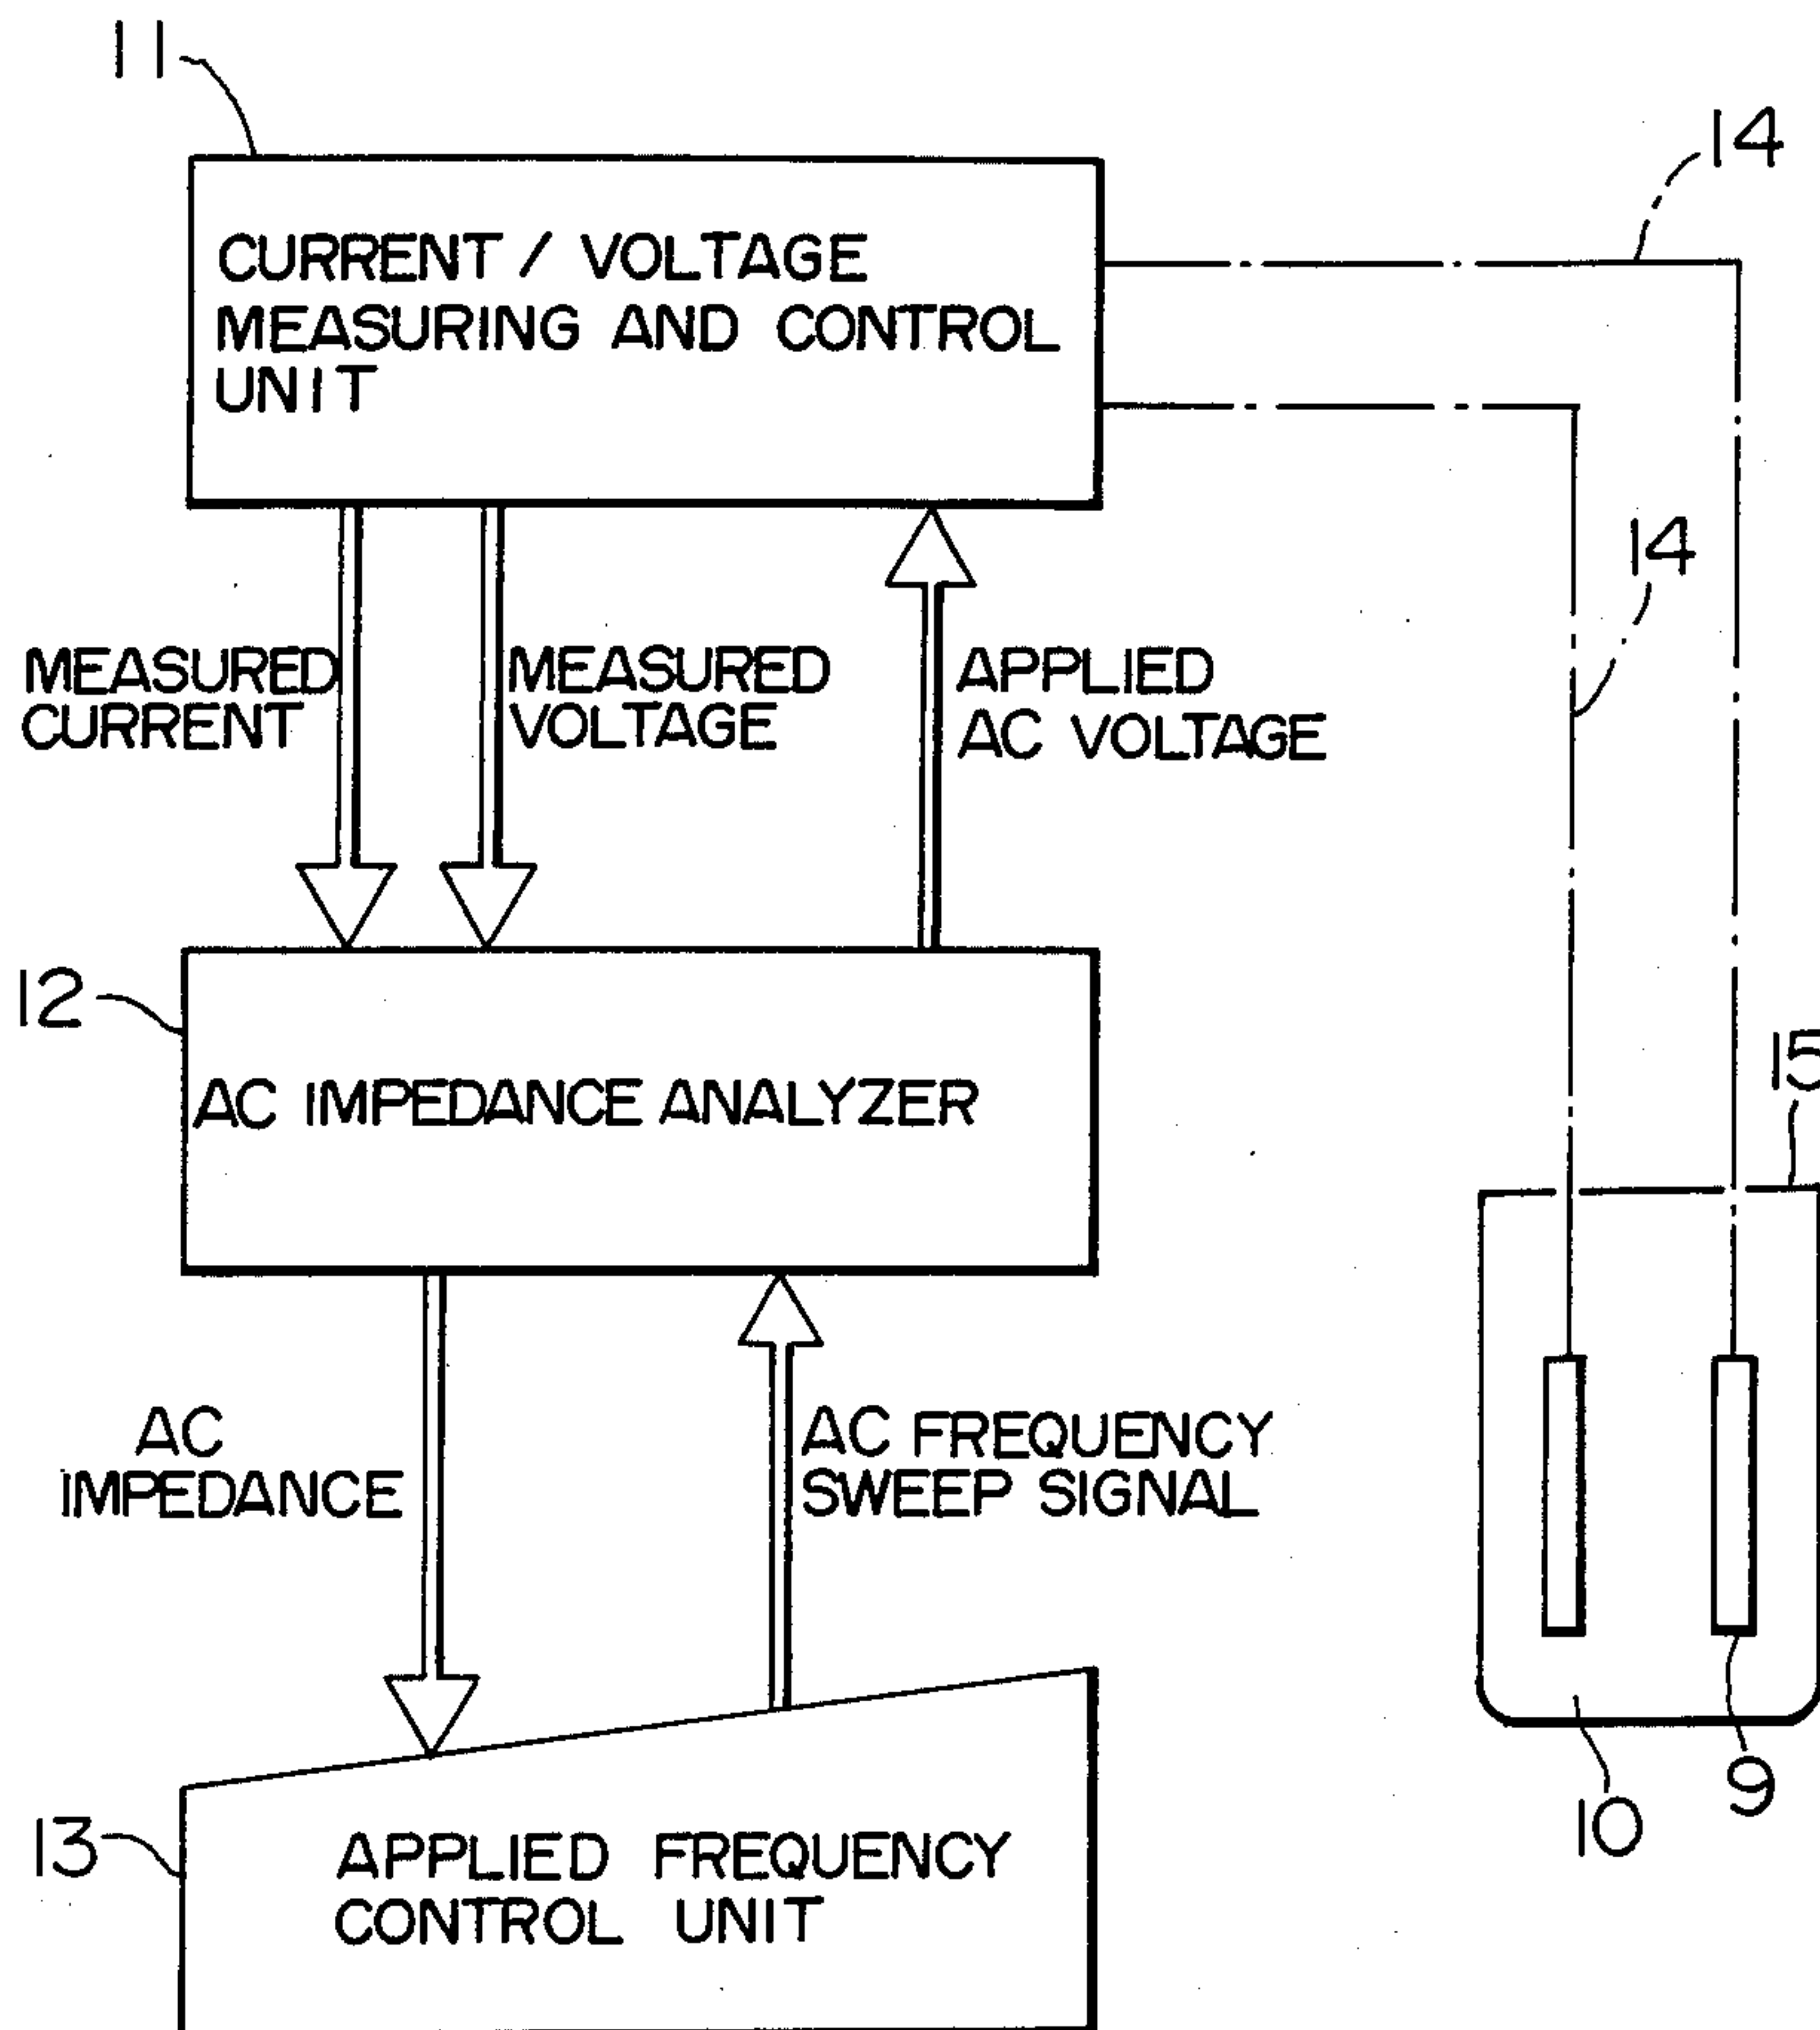 11
14
CURRENT / VOLTAGE
MEASURING AND CONTROL
UNIT
14
MEASURED
CURRENT
MEASURED
VOLTAGE
APPLIED
AC VOLTAGE
12
15
AC IMPEDANCE ANALYZER
AC
IMPEDANCE
AC FREQUENCY
SWEEP SIGNAL
9
10
13
APPLIED FREQUENCY
CONTROL UNIT